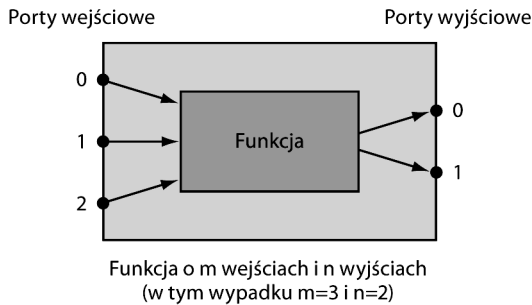 Porty wejściowe
Porty wyjściowe
0
0
1
Funkcja
1
2
Funkcja o m wejściach i n wyjściach
(w tym wypadku m=3 i n=2)